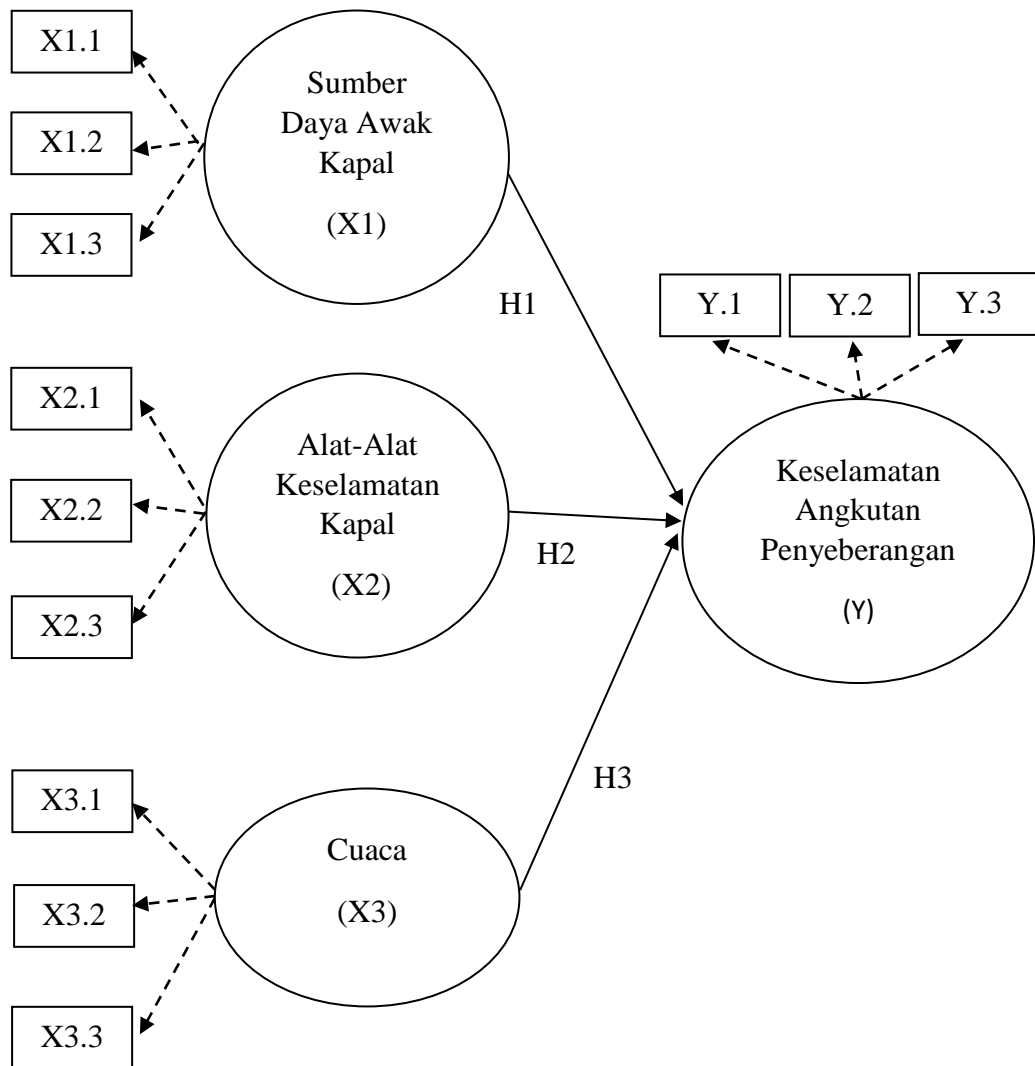 X1.1
X1.2
X1.3
Sumber
Daya Awak
Kapal
(X1)
H1
Y.1
Y.2
Y.3
X2.1
X2.2
X2.3
Alat-Alat
Keselamatan
Kapal
(X2)
H2
Keselamatan
Angkutan
Penyeberangan
(Y)
H3
X3.1
X3.2
X3.3
Cuaca
(X3)